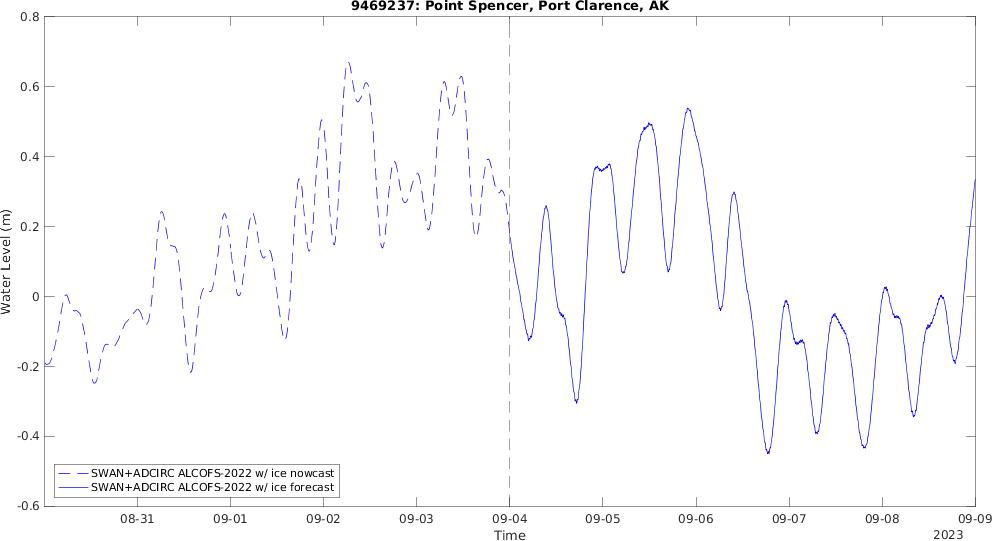 9469237: Point Spencer, Port Clarence, AK
0.8
0.6
0.4
0.2
0
-0.2
-0.4
-0.6
Water Level (m)
SWAN+ADCIRC ALCOFS-2022 w/ ice nowcast
SWAN+ADCIRC ALCOFS-2022 w/ ice forecast
08-31 09-01 09-02 09-03 09-04 09-05 09-06 09-07 09-08 09-09
Time
2023